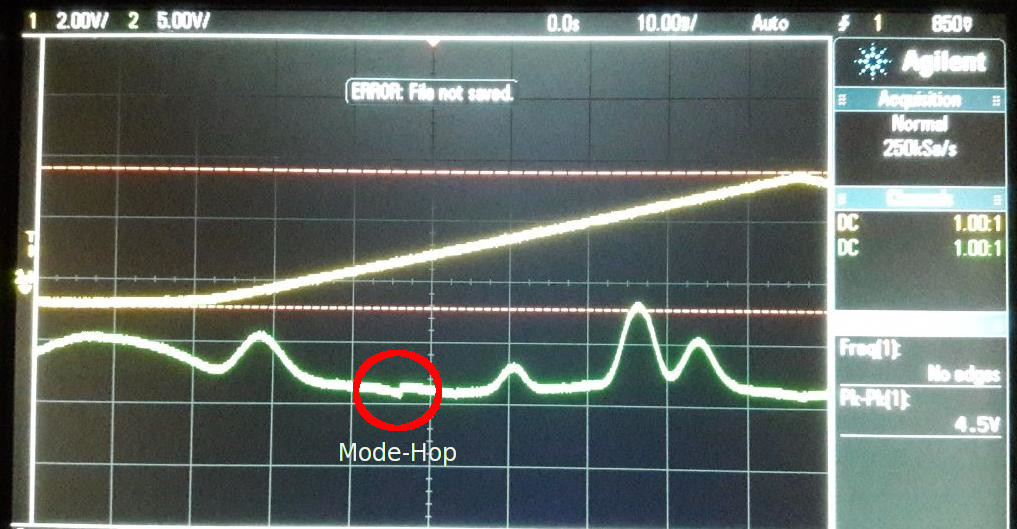 1 2.00V/ 2 5.00V/ 0.0s 10.00s/ Auto 1 850▽
ERROR: File not saved.
Agilent
Acquisition
Normal
250kSa/s
Channels
DC 1.00:1
DC 1.00:1
Freq(1):
No edges
Pk-Pk(1):
4.5V
Mode-Hop